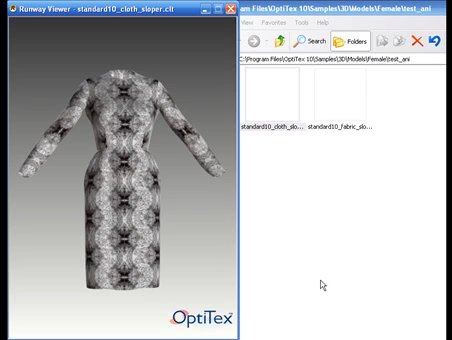 Runway Viewer - standard10_cloth_sloper.clt
am Files\OptiTex 10\Samples\3D\Models\Female\test_ani
View Favorites Tools Help
Search Folders
C:\Program Files\OptiTex 10\Samples\3D\Models\Female\test_ani
standard10_cloth_slo... standard10_fabric_slo...
OptiTex